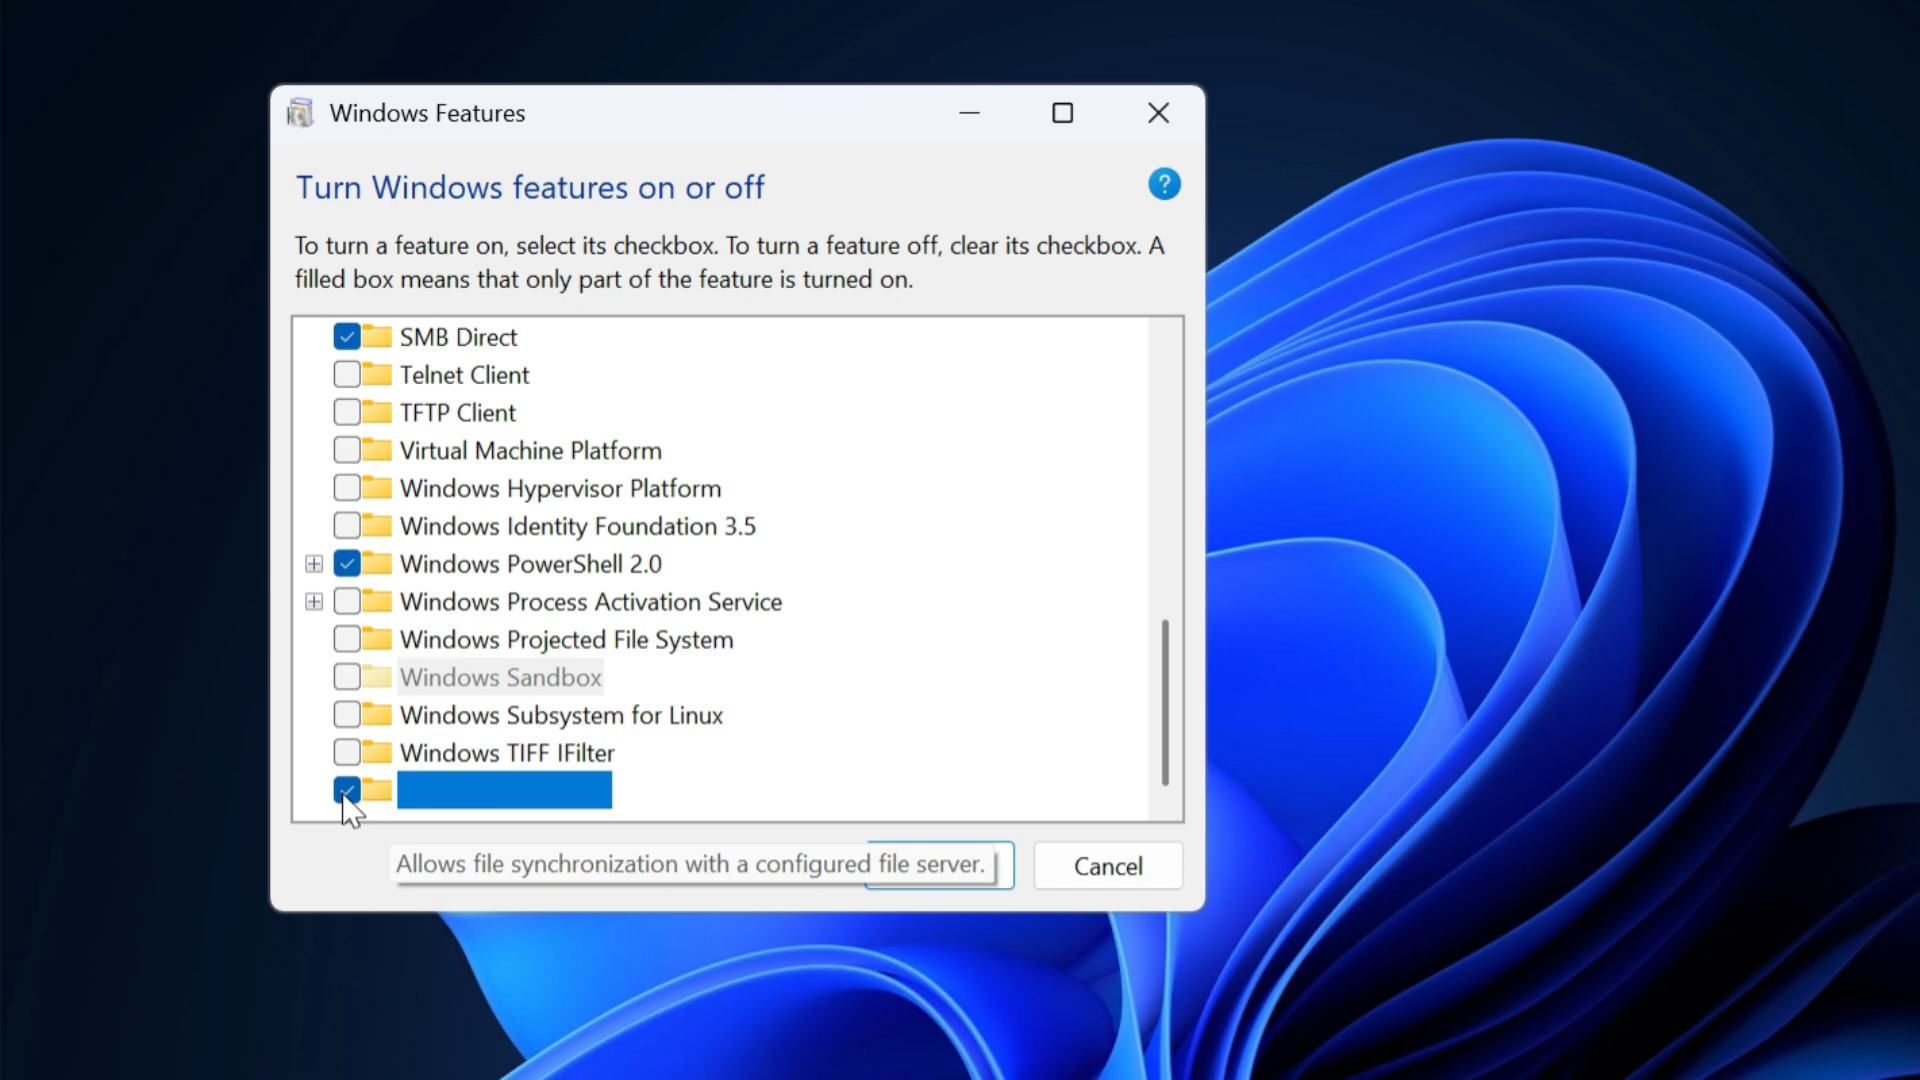 Windows Features
Turn Windows features on or off
?
To turn a feature on, select its checkbox. To turn a feature off, clear its checkbox. A
filled box means that only part of the feature is turned on.
SMB Direct
Telnet Client
TFTP Client
Virtual Machine Platform
Windows Hypervisor Platform
Windows Identity Foundation 3.5
Windows PowerShell 2.0
Windows Process Activation Service
Windows Projected File System
Windows Sandbox
Windows Subsystem for Linux
Windows TIFF IFilter
Allows file synchronization with a configured file server.
Cancel